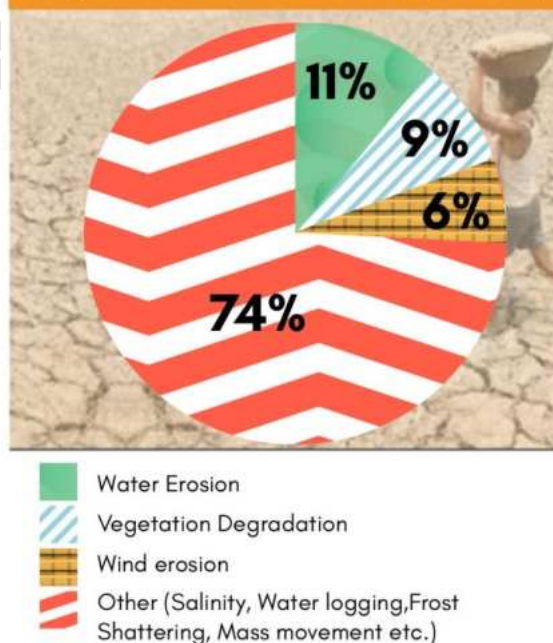 11%
9%
6%
74%
Water Erosion
Vegetation Degradation
Wind erosion
Other (Salinity, Water logging,Frost
Shattering, Mass movement etc.)